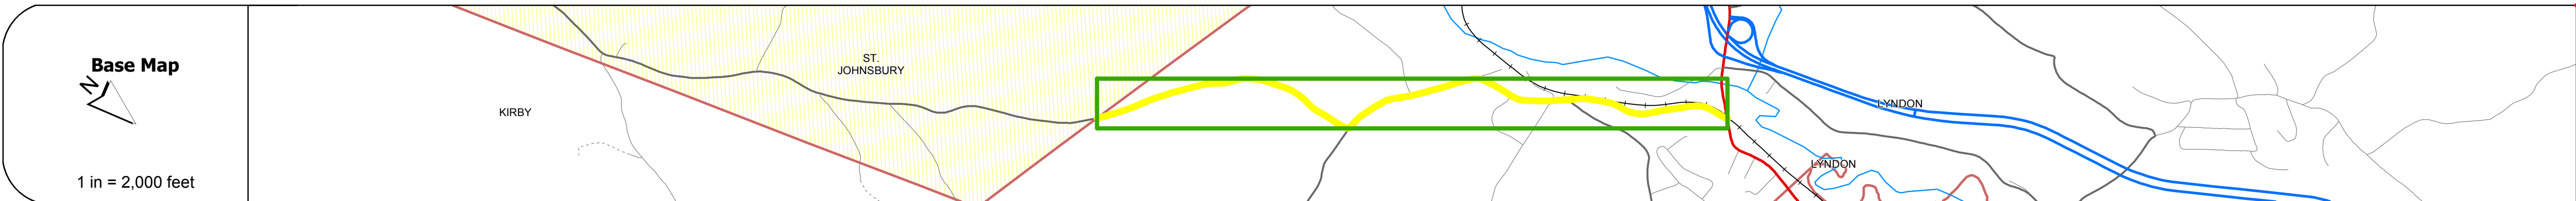 Base Map
N
1 in = 2,000 feet
KIRBY
ST.
JOHNSBURY
LYNDON
LYNDON